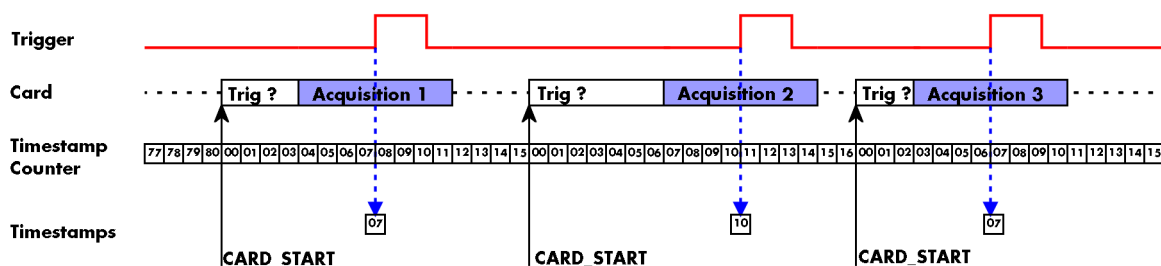 Trigger
Card
Trig ? Acquisition 1 Trig ? Acquisition 2 Trig ? Acquisition 3
Timestamp
Counter
77 78 79 80 00 01 02 03 04 05 06 07 08 09 10 11 12 13 14 15 00 01 02 03 04 05 06 07 08 09 10 11 12 13 14 15 16 00 01 02 03 04 05 06 07 08 09 10 11 12 13 14 15
Timestamps
07 10 07
CARD_START CARD_START CARD_START